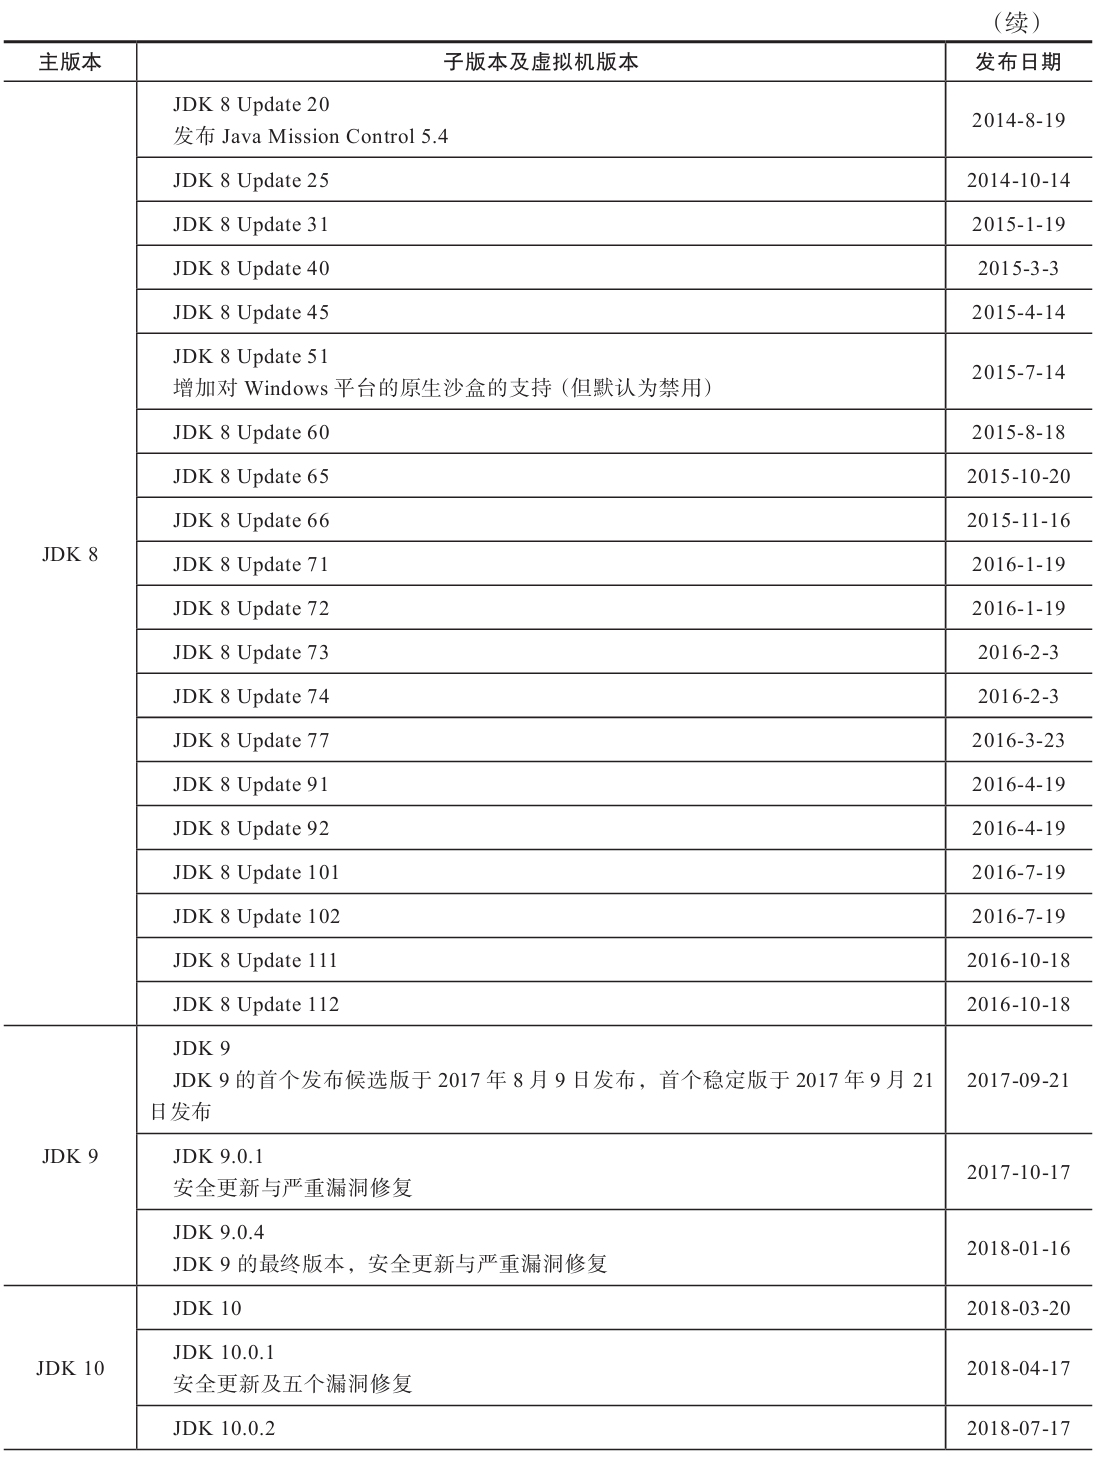 （续）
主版本 子版本及虚拟机版本 发布日期
JDK 8
JDK 8 Update 20
发布 Java Mission Control 5.4
2014-8-19
JDK 8 Update 25 2014-10-14
JDK 8 Update 31 2015-1-19
JDK 8 Update 40 2015-3-3
JDK 8 Update 45 2015-4-14
JDK 8 Update 51
增加对 Windows 平台的原生沙盒的支持（但默认为禁用）
2015-7-14
JDK 8 Update 60 2015-8-18
JDK 8 Update 65 2015-10-20
JDK 8 Update 66 2015-11-16
JDK 8 Update 71 2016-1-19
JDK 8 Update 72 2016-1-19
JDK 8 Update 73 2016-2-3
JDK 8 Update 74 2016-2-3
JDK 8 Update 77 2016-3-23
JDK 8 Update 91 2016-4-19
JDK 8 Update 92 2016-4-19
JDK 8 Update 101 2016-7-19
JDK 8 Update 102 2016-7-19
JDK 8 Update 111 2016-10-18
JDK 8 Update 112 2016-10-18
JDK 9
JDK 9
JDK 9 的首个发布候选版于 2017 年 8 月 9 日发布，首个稳定版于 2017 年 9 月 21
日发布
2017-09-21
JDK 9.0.1
安全更新与严重漏洞修复
2017-10-17
JDK 9.0.4
JDK 9 的最终版本，安全更新与严重漏洞修复
2018-01-16
JDK 10
JDK 10 2018-03-20
JDK 10.0.1
安全更新及五个漏洞修复
2018-04-17
JDK 10.0.2 2018-07-17